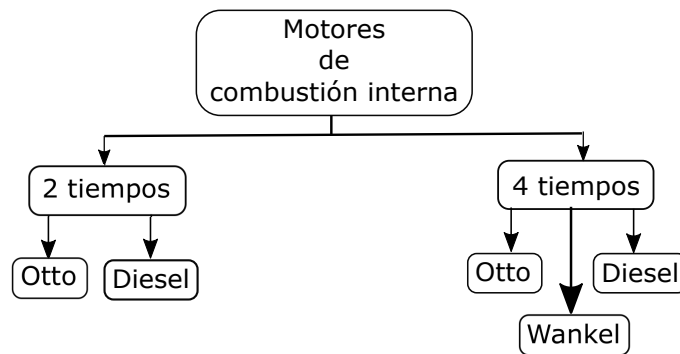 Motores
de
combustión interna
2 tiempos
4 tiempos
Otto
Diesel
Otto
Diesel
Wankel